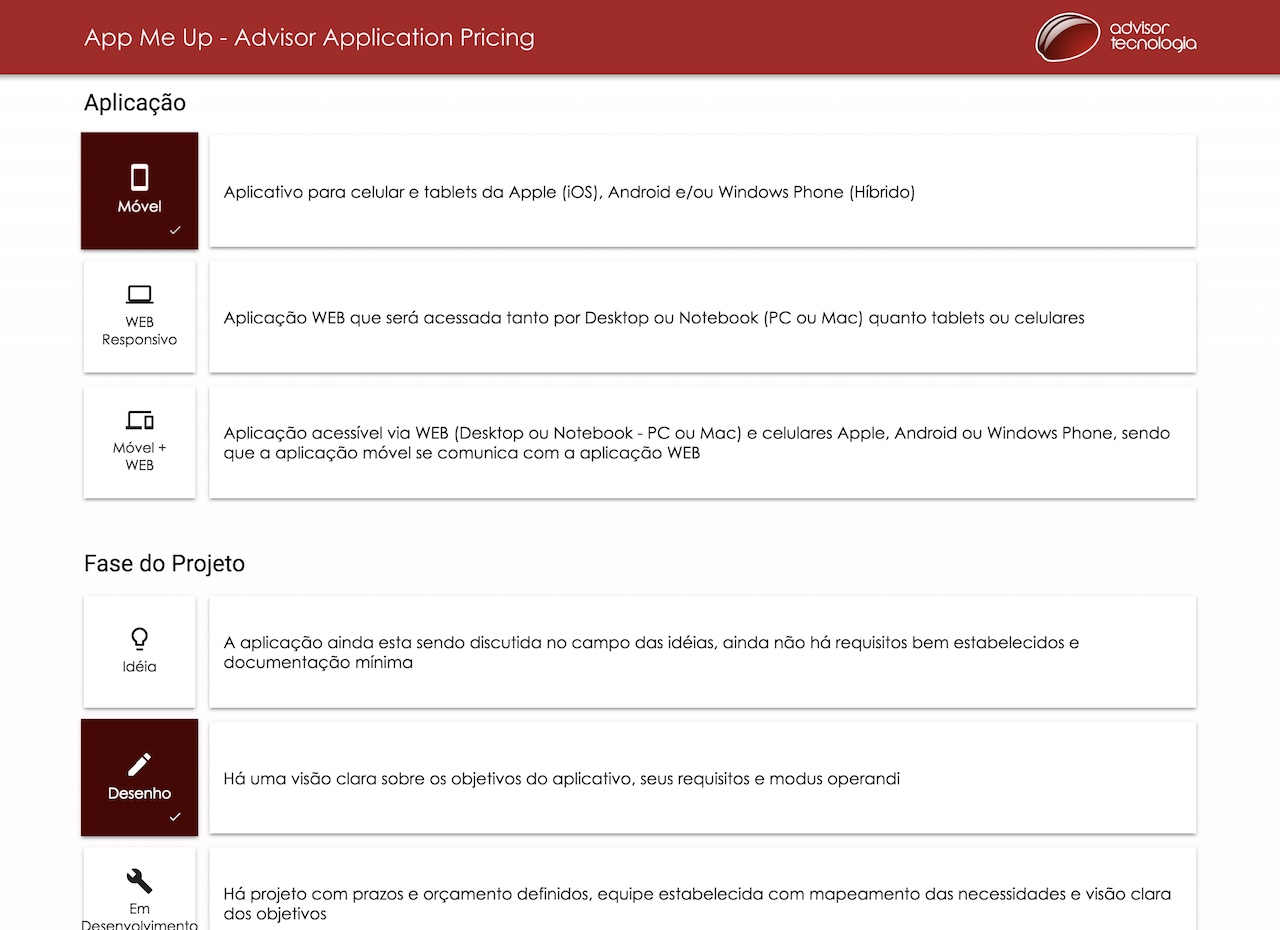 App Me Up - Advisor Application Pricing
advisor
tecnologia
Aplicação
Móvel
Aplicativo para celular e tablets da Apple (iOS), Android e/ou Windows Phone (Híbrido)
WEB
Responsivo
Aplicação WEB que será acessada tanto por Desktop ou Notebook (PC ou Mac) quanto tablets ou celulares
Móvel +
WEB
Aplicação acessível via WEB (Desktop ou Notebook - PC ou Mac) e celulares Apple, Android ou Windows Phone, sendo
que a aplicação móvel se comunica com a aplicação WEB
Fase do Projeto
Idéia
A aplicação ainda esta sendo discutida no campo das idéias, ainda não há requisitos bem estabelecidos e
documentação mínima
Desenho
Há uma visão clara sobre os objetivos do aplicativo, seus requisitos e modus operandi
Em
Desenvolvimento
Há projeto com prazos e orçamento definidos, equipe estabelecida com mapeamento das necessidades e visão clara
dos objetivos